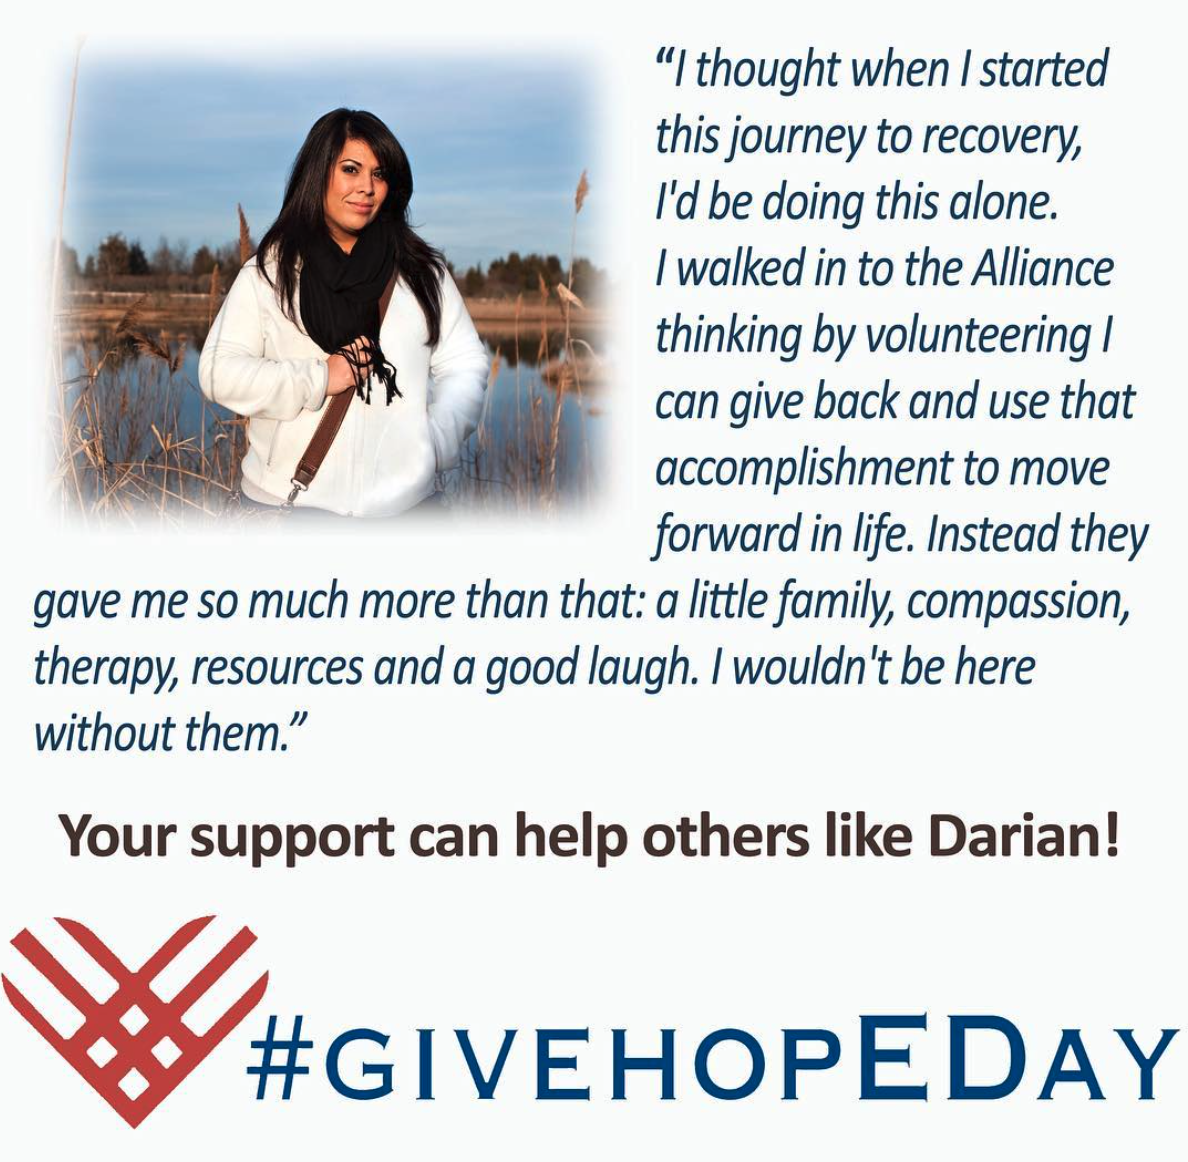 “I thought when I started
this journey to recovery,
I'd be doing this alone.
I walked in to the Alliance
thinking by volunteering I
can give back and use that
accomplishment to move
forward in life. Instead they
gave me so much more than that: a little family, compassion,
therapy, resources and a good laugh. I wouldn't be here
without them.”
Your support can help others like Darian!
#GIVEHOPEDAY